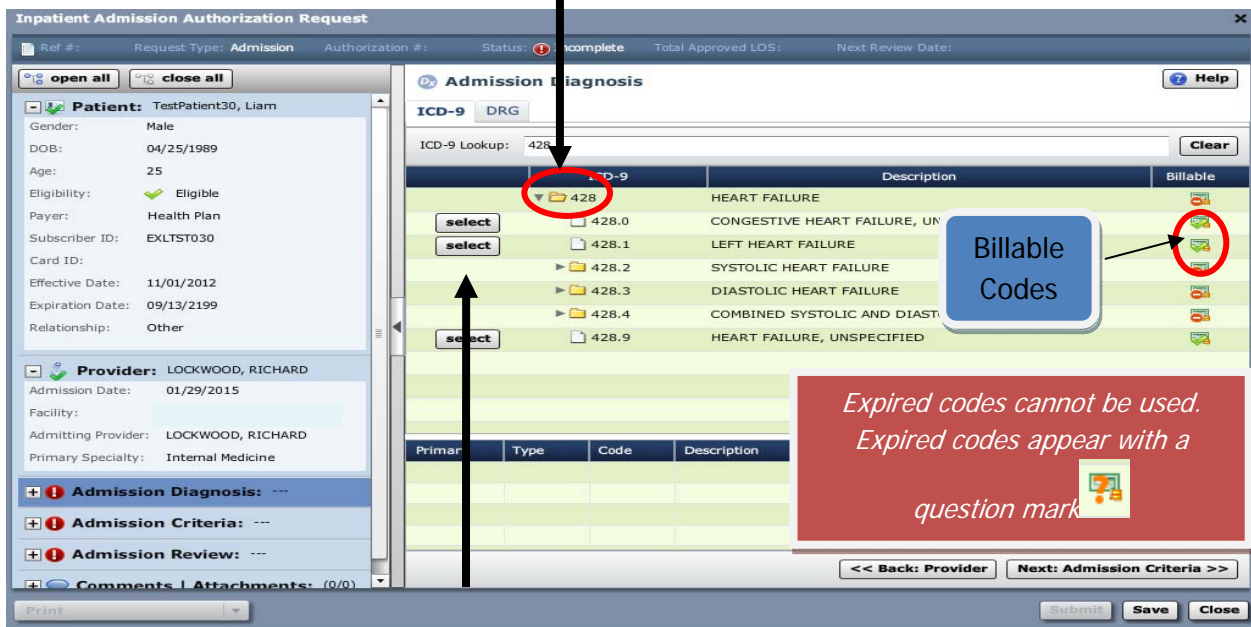 Inpatient Admission Authorization Request
Ref #: Request Type: Admission Authorization #: Status: Incomplete Total Approved LOS: Next Review Date:
open all close all
Patient: TestPatient30, Liam
Gender: Male
DOB: 04/25/1989
Age: 25
Eligibility: Eligible
Payer: Health Plan
Subscriber ID: EXLTST030
Card ID:
Effective Date: 11/01/2012
Expiration Date: 09/13/2199
Relationship: Other
Provider: LOCKWOOD, RICHARD
Admission Date: 01/29/2015
Facility:
Admitting Provider: LOCKWOOD, RICHARD
Primary Specialty: Internal Medicine
Admission Diagnosis: ---
Admission Criteria: ---
Admission Review: ---
Comments | Attachments: (0/0)
Print
Dx Admission Diagnosis
Help
ICD-9 DRG
ICD-9 Lookup: 428 Clear
ICD-9 Description Billable
428 HEART FAILURE
select 428.0 CONGESTIVE HEART FAILURE, UN
select 428.1 LEFT HEART FAILURE
428.2 SYSTOLIC HEART FAILURE
428.3 DIASTOLIC HEART FAILURE
428.4 COMBINED SYSTOLIC AND DIAST
select 428.9 HEART FAILURE, UNSPECIFIED
Billable
Codes
Expired codes cannot be used.
Expired codes appear with a
question mark
Primar Type Code Description
<< Back: Provider Next: Admission Criteria >>
Submit Save Close